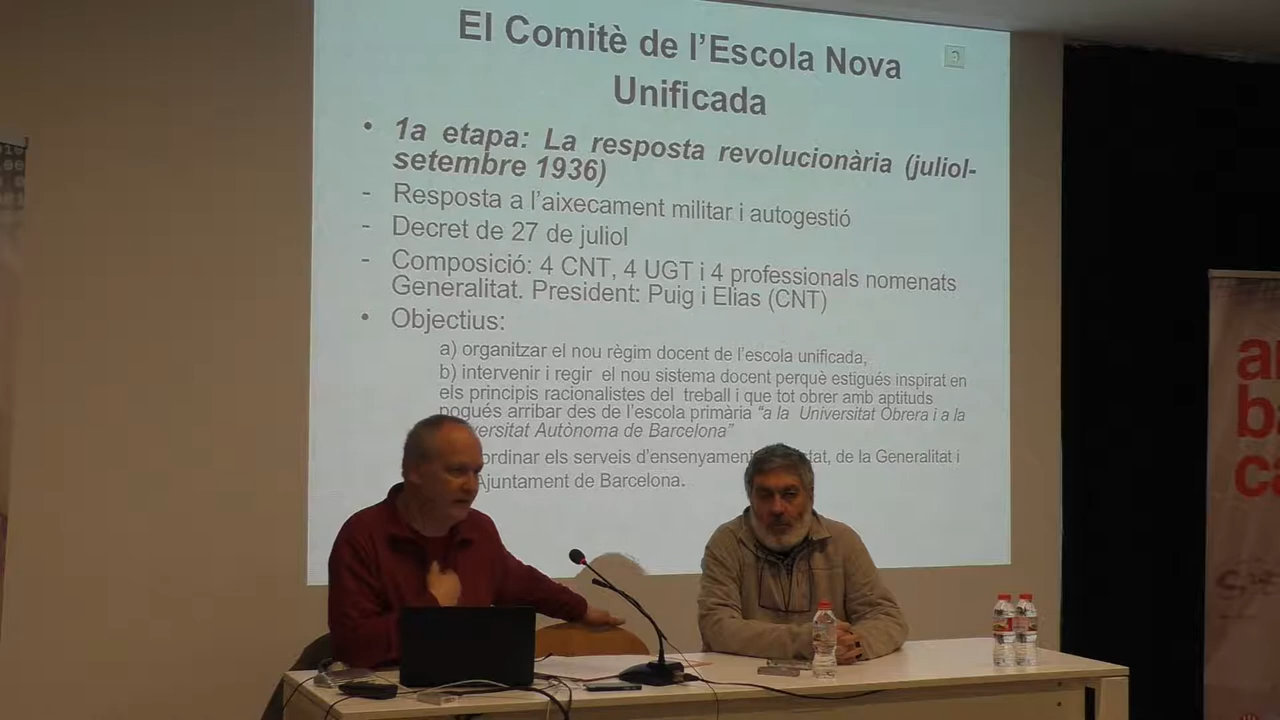 El Comitè de l'Escola Nova
Unificada
• 1a etapa: La resposta revolucionària (juliol-
setembre 1936)
- Resposta a l'aixecament militar i autogestió
- Decret de 27 de juliol
- Composició: 4 CNT, 4 UGT i 4 professionals nomenats
Generalitat. President: Puig i Elias (CNT)
• Objectius:
a) organitzar el nou règim docent de l'escola unificada,
b) intervenir i regir el nou sistema docent perquè estigués inspirat en
els principis racionalistes del treball i que tot obrer amb aptituds
pogués arribar des de l'escola primària "a la Universitat Obrera i a la
versitat Autònoma de Barcelona"
ordinar els serveis d'ensenyament tat, de la Generalitat i
Ajuntament de Barcelona.